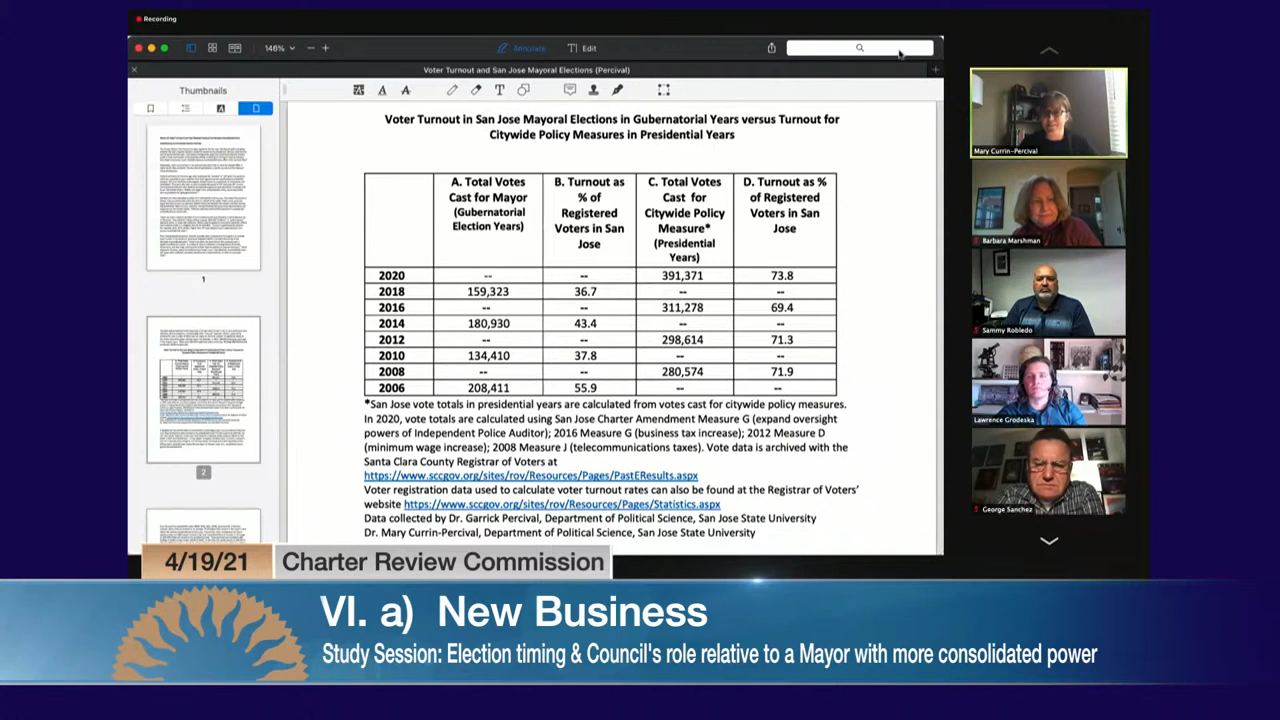 Recording
146%
Annotate
Edit
Voter Turnout and San Jose Mayoral Elections (Percival)
Thumbnails
1
2
Voter Turnout in San Jose Mayoral Elections in Gubernatorial Years versus Turnout for
Citywide Policy Measures in Presidential Years
A. Total Votes
Cast for Mayor
(Gubernatorial
Election Years)
B. Turnout as
% of
Registered
Voters in San
Jose
C. Total Votes
Cast for
Citywide Policy
Measure*
(Presidential
Years)
D. Turnout as %
of Registered
Voters in San
Jose
2020 -- -- 391,371 73.8
2018 159,323 36.7 -- --
2016 -- -- 311,278 69.4
2014 180,930 43.4 -- --
2012 -- -- 298,614 71.3
2010 134,410 37.8 -- --
2008 -- -- 280,574 71.9
2006 208,411 55.9 -- --
*San Jose vote totals in presidential years are calculated on votes cast for citywide policy measures.
In 2020, vote totals calculated using San Jose Charter Amendment Measure G (expand oversight
powers of Independent Police Auditor); 2016 Measure G (business tax increase); 2012 Measure D
(minimum wage increase); 2008 Measure J (telecommunications taxes). Vote data is archived with the
Santa Clara County Registrar of Voters at
https://www.sccgov.org/sites/rov/Resources/Pages/PastEResults.aspx
Voter registration data used to calculate voter turnout rates can also be found at the Registrar of Voters'
website https://www.sccgov.org/sites/rov/Resources/Pages/Statistics.aspx
Data collected by Dr. Garrick Percival, Department of Political Science, San Jose State University
Dr. Mary Currin-Percival, Department of Political Science, San Jose State University
Mary Currin-Percival
Barbara Marshman
Sammy Robledo
Lawrence Grodeska
George Sanchez
4/19/21 Charter Review Commission
VI. a) New Business
Study Session: Election timing & Council's role relative to a Mayor with more consolidated power